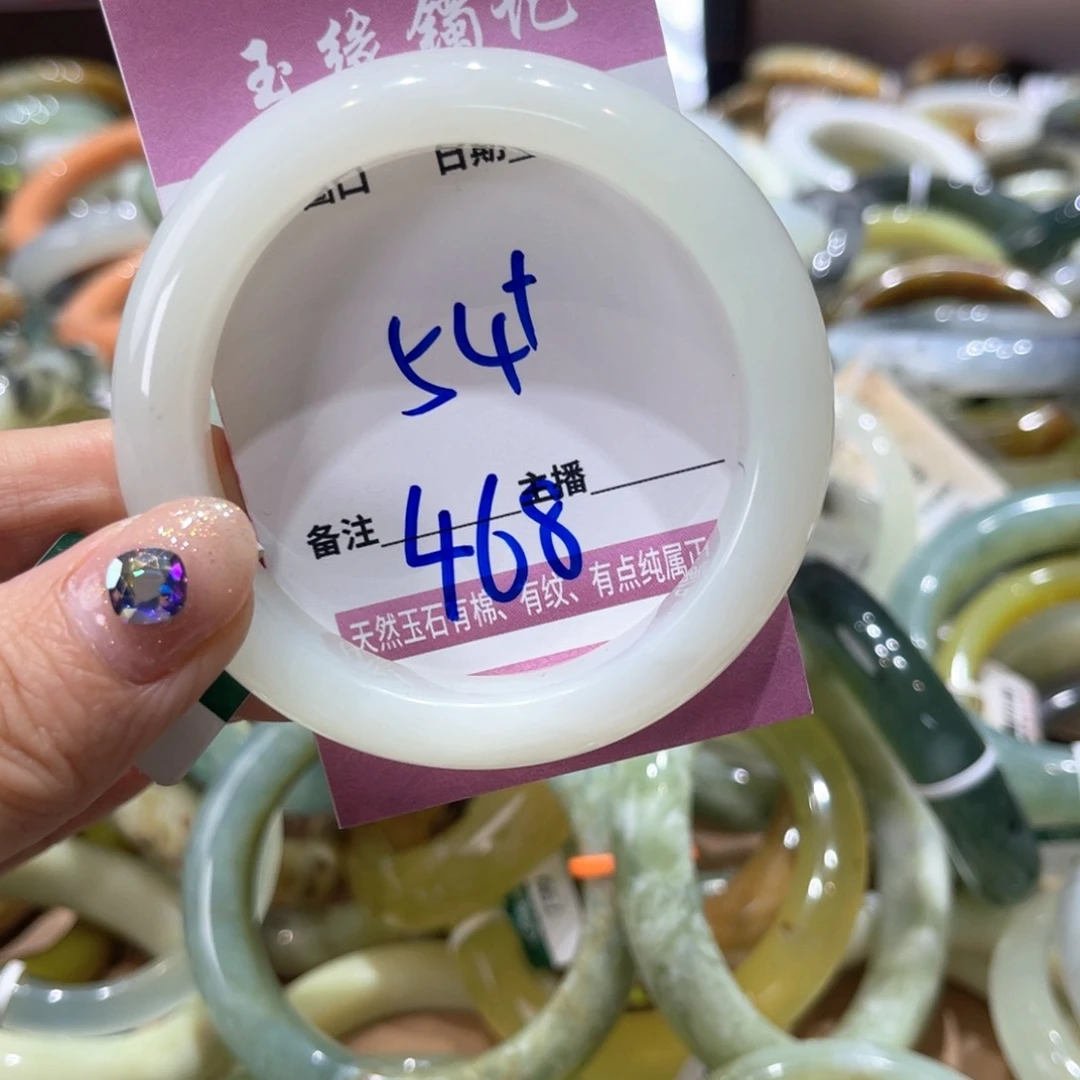 玉缘镯记
日期
54+
主播
备注
468
天然玉石有棉、有纹、有点纯属正